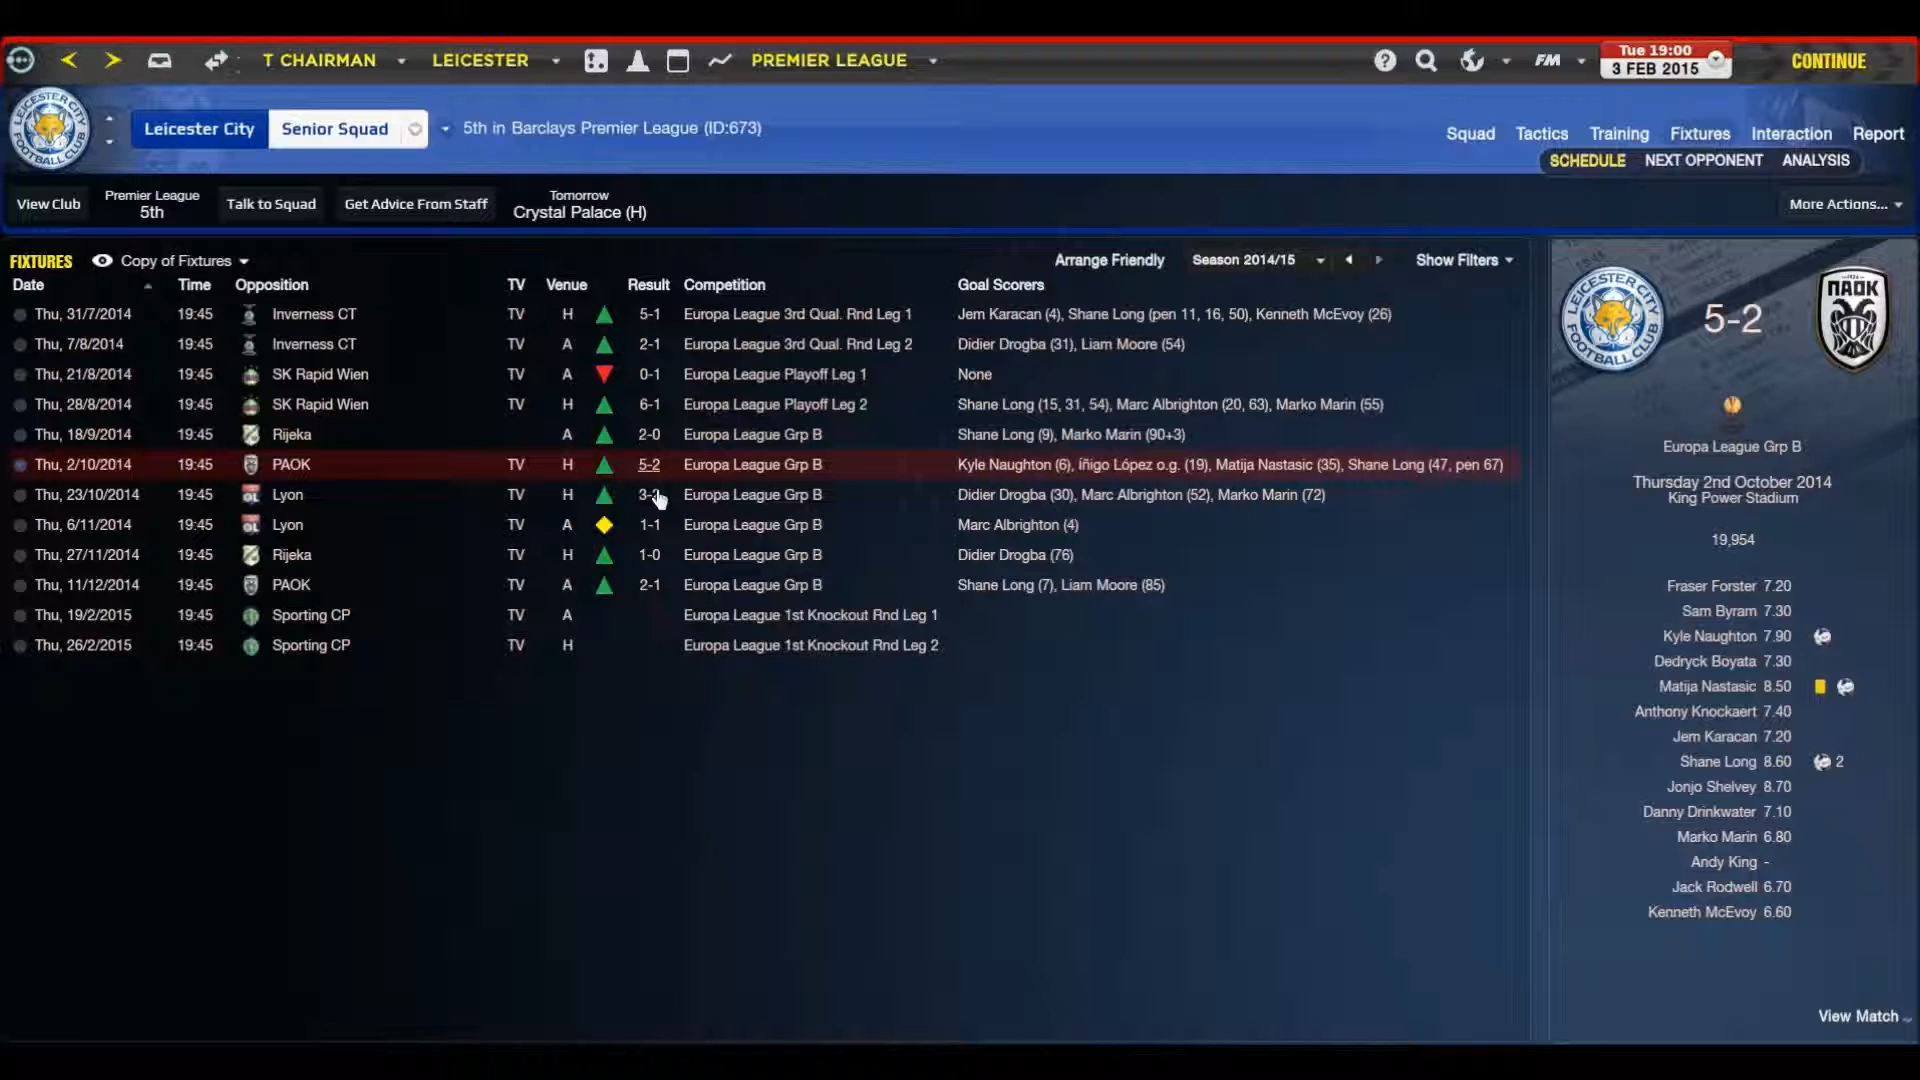 T CHAIRMAN LEICESTER PREMIER LEAGUE FM Tue 19:00 3 FEB 2015 CONTINUE
Leicester City Senior Squad 5th in Barclays Premier League (ID:673) Squad Tactics Training Fixtures Interaction Report
SCHEDULE NEXT OPPONENT ANALYSIS
View Club Premier League 5th Talk to Squad Get Advice From Staff Tomorrow Crystal Palace (H) More Actions...
FIXTURES Copy of Fixtures Arrange Friendly Season 2014/15 Show Filters
Date Time Opposition TV Venue Result Competition Goal Scorers
Thu, 31/7/2014 19:45 Inverness CT TV H 5-1 Europa League 3rd Qual. Rnd Leg 1 Jem Karacan (4), Shane Long (pen 11, 16, 50), Kenneth McEvoy (26)
Thu, 7/8/2014 19:45 Inverness CT TV A 2-1 Europa League 3rd Qual. Rnd Leg 2 Didier Drogba (31), Liam Moore (54)
Thu, 21/8/2014 19:45 SK Rapid Wien TV A 0-1 Europa League Playoff Leg 1 None
Thu, 28/8/2014 19:45 SK Rapid Wien TV H 6-1 Europa League Playoff Leg 2 Shane Long (15, 31, 54), Marc Albrighton (20, 63), Marko Marin (55)
Thu, 18/9/2014 19:45 Rijeka A 2-0 Europa League Grp B Shane Long (9), Marko Marin (90+3)
Thu, 2/10/2014 19:45 PAOK TV H 5-2 Europa League Grp B Kyle Naughton (6), íñigo López o.g. (19), Matija Nastasic (35), Shane Long (47, pen 67)
Thu, 23/10/2014 19:45 Lyon TV H Europa League Grp B Didier Drogba (30), Marc Albrighton (52), Marko Marin (72)
Thu, 6/11/2014 19:45 Lyon TV A 1-1 Europa League Grp B Marc Albrighton (4)
Thu, 27/11/2014 19:45 Rijeka TV H 1-0 Europa League Grp B Didier Drogba (76)
Thu, 11/12/2014 19:45 PAOK TV A 2-1 Europa League Grp B Shane Long (7), Liam Moore (85)
Thu, 19/2/2015 19:45 Sporting CP TV A Europa League 1st Knockout Rnd Leg 1
Thu, 26/2/2015 19:45 Sporting CP TV H Europa League 1st Knockout Rnd Leg 2
LEICESTER CITY FOOTBALL CLUB 5-2 ΠΑΟΚ
Europa League Grp B
Thursday 2nd October 2014
King Power Stadium
19,954
Fraser Forster 7.20
Sam Byram 7.30
Kyle Naughton 7.90
Dedryck Boyata 7.30
Matija Nastasic 8.50
Anthony Knockaert 7.40
Jem Karacan 7.20
Shane Long 8.60 2
Jonjo Shelvey 8.70
Danny Drinkwater 7.10
Marko Marin 6.80
Andy King -
Jack Rodwell 6.70
Kenneth McEvoy 6.60
View Match